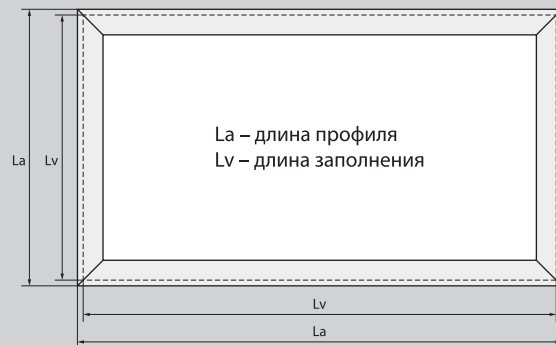 La – длина профиля
Lv – длина заполнения
La
Lv
Lv
La